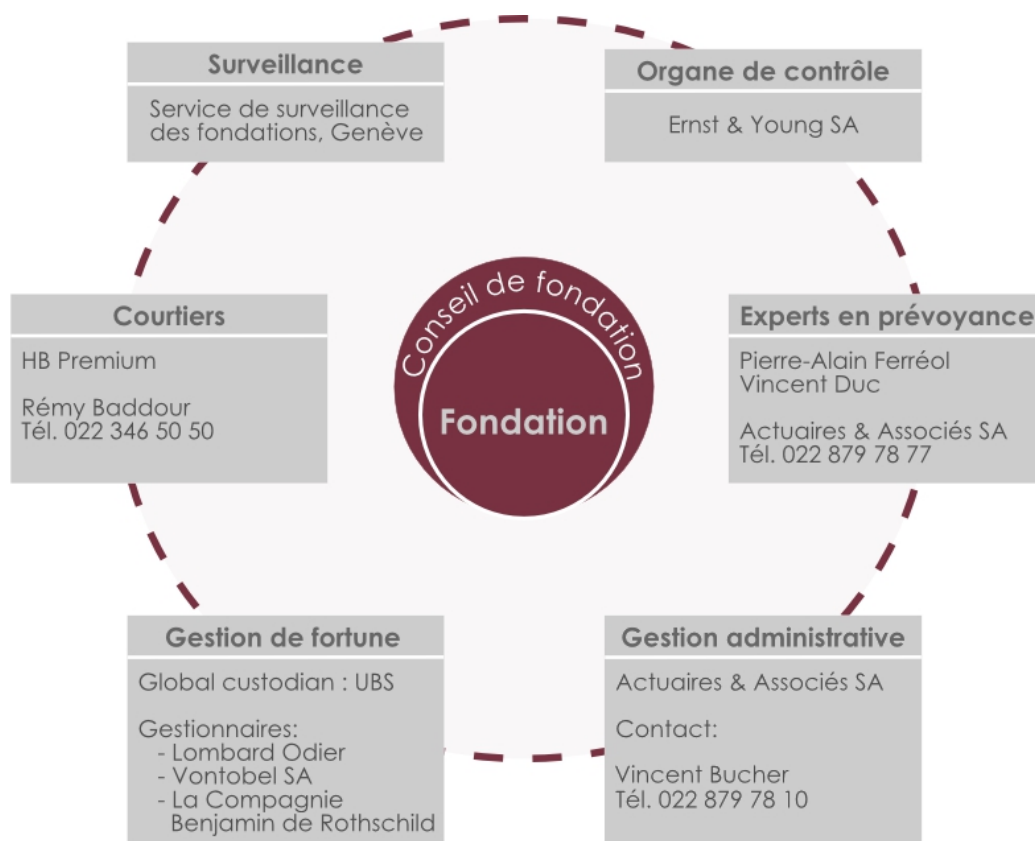 Surveillance
Service de surveillance
des fondations, Genève
Organe de contrôle
Ernst & Young SA
Courtiers
HB Premium
Rémy Baddour
Tél. 022 346 50 50
Conseil de fondation
Fondation
Experts en prévoyance
Pierre-Alain Ferréol
Vincent Duc
Actuaires & Associés SA
Tél. 022 879 78 77
Gestion de fortune
Global custodian : UBS
Gestionnaires:
- Lombard Odier
- Vontobel SA
- La Compagnie
Benjamin de Rothschild
Gestion administrative
Actuaires & Associés SA
Contact:
Vincent Bucher
Tél. 022 879 78 10